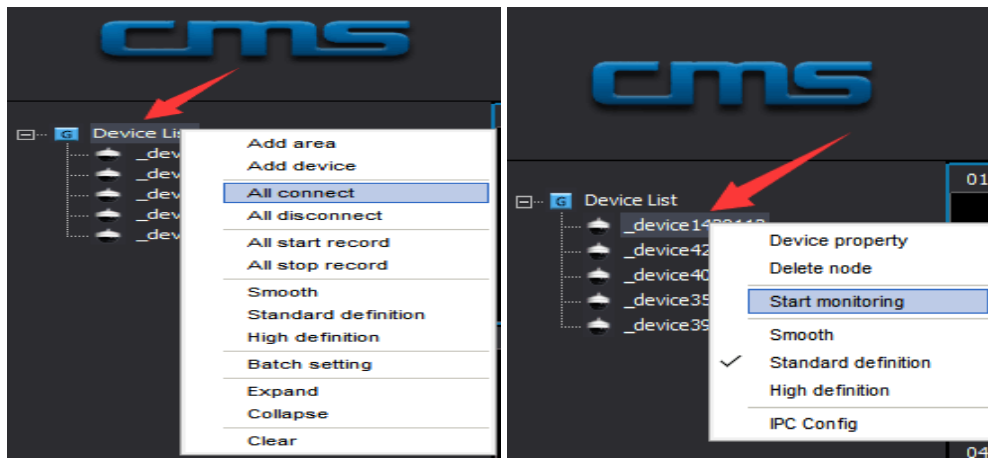 cms
Device Lis
_dev
_dev
_dev
_dev
_dev
Add area
Add device
All connect
All disconnect
All start record
All stop record
Smooth
Standard definition
High definition
Batch setting
Expand
Collapse
Clear
cms
01
Device List
_device1429112
_device42
_device40
_device35
_device39
Device property
Delete node
Start monitoring
Smooth
Standard definition
High definition
IPC Config
04